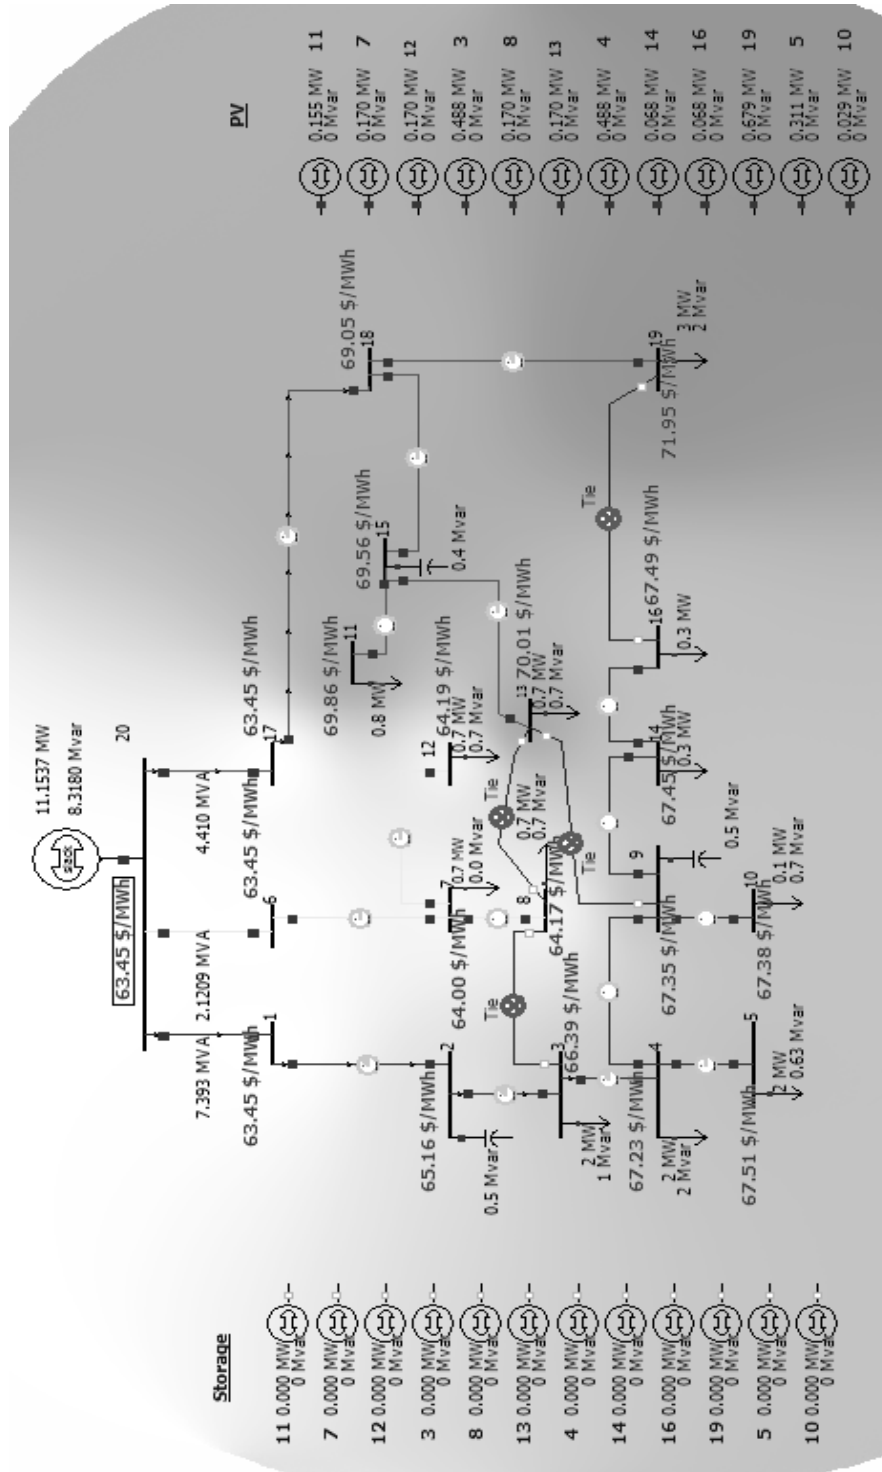 Storage
11 0.000 MW
0 Mvar
7 0.000 MW
0 Mvar
12 0.000 MW
0 Mvar
3 0.000 MW
0 Mvar
8 0.000 MW
0 Mvar
13 0.000 MW
0 Mvar
4 0.000 MW
0 Mvar
14 0.000 MW
0 Mvar
16 0.000 MW
0 Mvar
19 0.000 MW
0 Mvar
5 0.000 MW
0 Mvar
10 0.000 MW
0 Mvar
11.1537 MW
8.3180 Mvar
slack
20
63.45 $/MWh
7.393 MVA
2.1209 MVA
4.410 MVA
1
63.45 $/MWh
6
63.45 $/MWh
17
63.45 $/MWh
2
65.16 $/MWh
0.5 Mvar
7
64.00 $/MWh
0.7 MW
0.0 Mvar
12
64.19 $/MWh
0.7 MW
0.7 Mvar
11
69.86 $/MWh
0.8 MW
15
69.56 $/MWh
0.4 Mvar
18
69.05 $/MWh
3
66.39 $/MWh
2 MW
1 Mvar
Tie
8
64.17 $/MWh
0.7 MW
0.7 Mvar
Tie
13
70.01 $/MWh
0.7 MW
0.7 Mvar
Tie
4
67.23 $/MWh
2 MW
2 Mvar
9
67.35 $/MWh
0.5 Mvar
14
67.45 $/MWh
0.3 MW
16
67.49 $/MWh
0.3 MW
Tie
19
71.95 $/MWh
3 MW
2 Mvar
5
67.51 $/MWh
2 MW
0.63 Mvar
10
67.38 $/MWh
0.1 MW
0.7 Mvar
PV
0.155 MW 11
0 Mvar
0.170 MW 7
0 Mvar
0.170 MW 12
0 Mvar
0.488 MW 3
0 Mvar
0.170 MW 8
0 Mvar
0.170 MW 13
0 Mvar
0.488 MW 4
0 Mvar
0.068 MW 14
0 Mvar
0.068 MW 16
0 Mvar
0.679 MW 19
0 Mvar
0.311 MW 5
0 Mvar
0.029 MW 10
0 Mvar